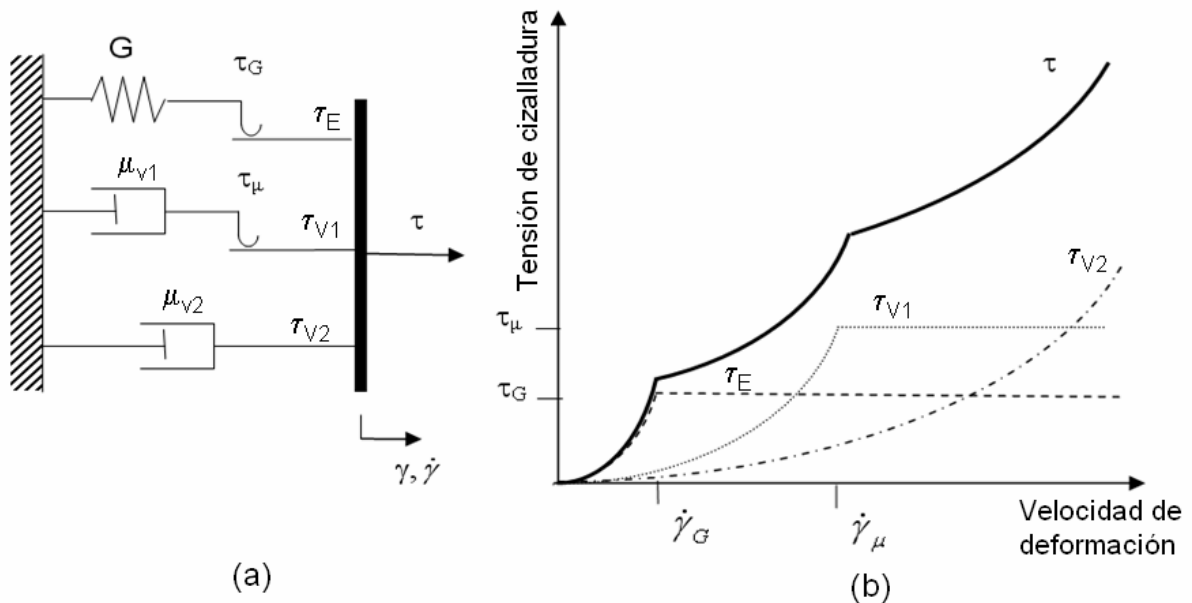 G
τG
τE
μv1
τμ
τV1
τ
μv2
τV2
γ, γ̇
(a)
Tensión de cizalladura
τ
τV2
τμ
τV1
τG
τE
γ̇G
γ̇μ
Velocidad de
deformación
(b)